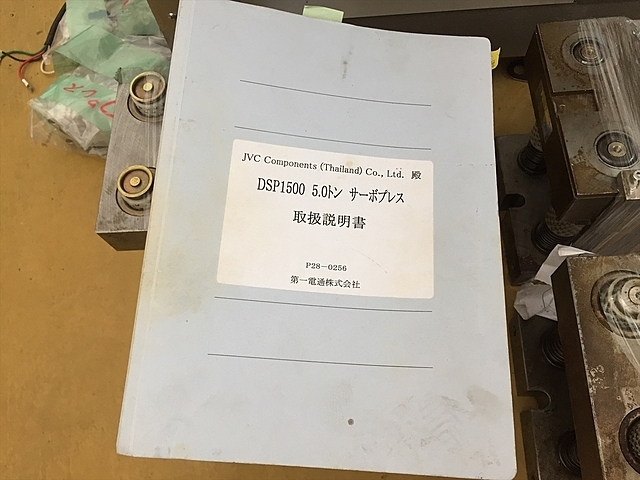 JVC Components (Thailand) Co., Ltd. 殿
DSP1500 5.0トン サーボプレス
取扱説明書
P28-0256
第一電通株式会社